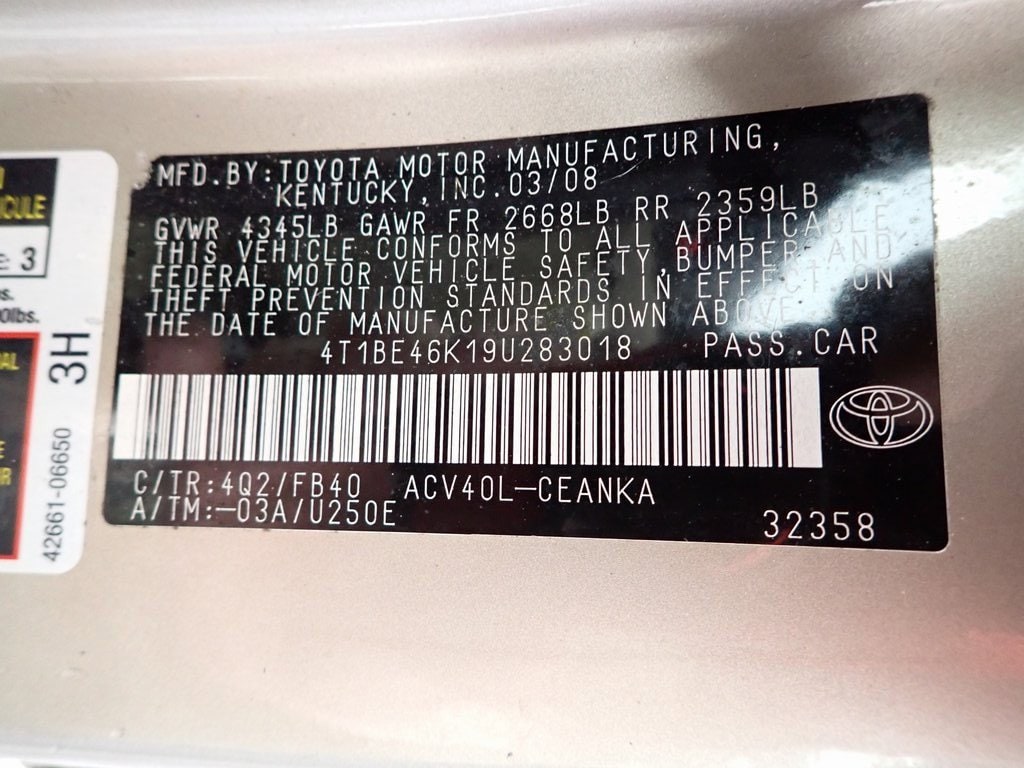 MFD.BY:TOYOTA MOTOR MANUFACTURING,
KENTUCKY, INC. 03/08
GVWR 4345LB GAWR FR 2668LB RR 2359LB
THIS VEHICLE CONFORMS TO ALL APPLICABLE
FEDERAL MOTOR VEHICLE SAFETY, BUMPER AND
THEFT PREVENTION STANDARDS IN EFFECT ON
THE DATE OF MANUFACTURE SHOWN ABOVE
4T1BE46K19U283018 PASS.CAR
C/TR:4Q2/FB40 ACV40L-CEANKA
A/TM:-03A/U250E
32358
3
3H
42661-06650